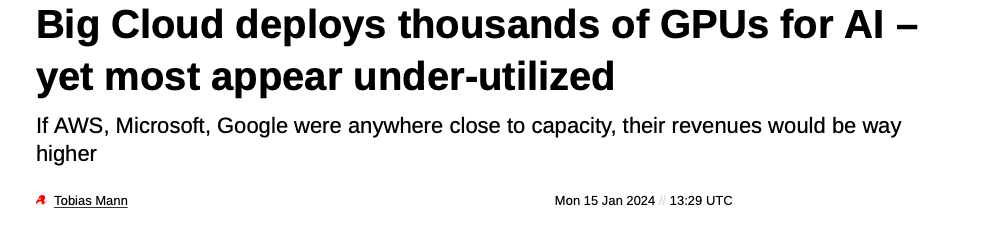 Big Cloud deploys thousands of GPUs for AI –
yet most appear under-utilized
If AWS, Microsoft, Google were anywhere close to capacity, their revenues would be way
higher
Tobias Mann Mon 15 Jan 2024 // 13:29 UTC